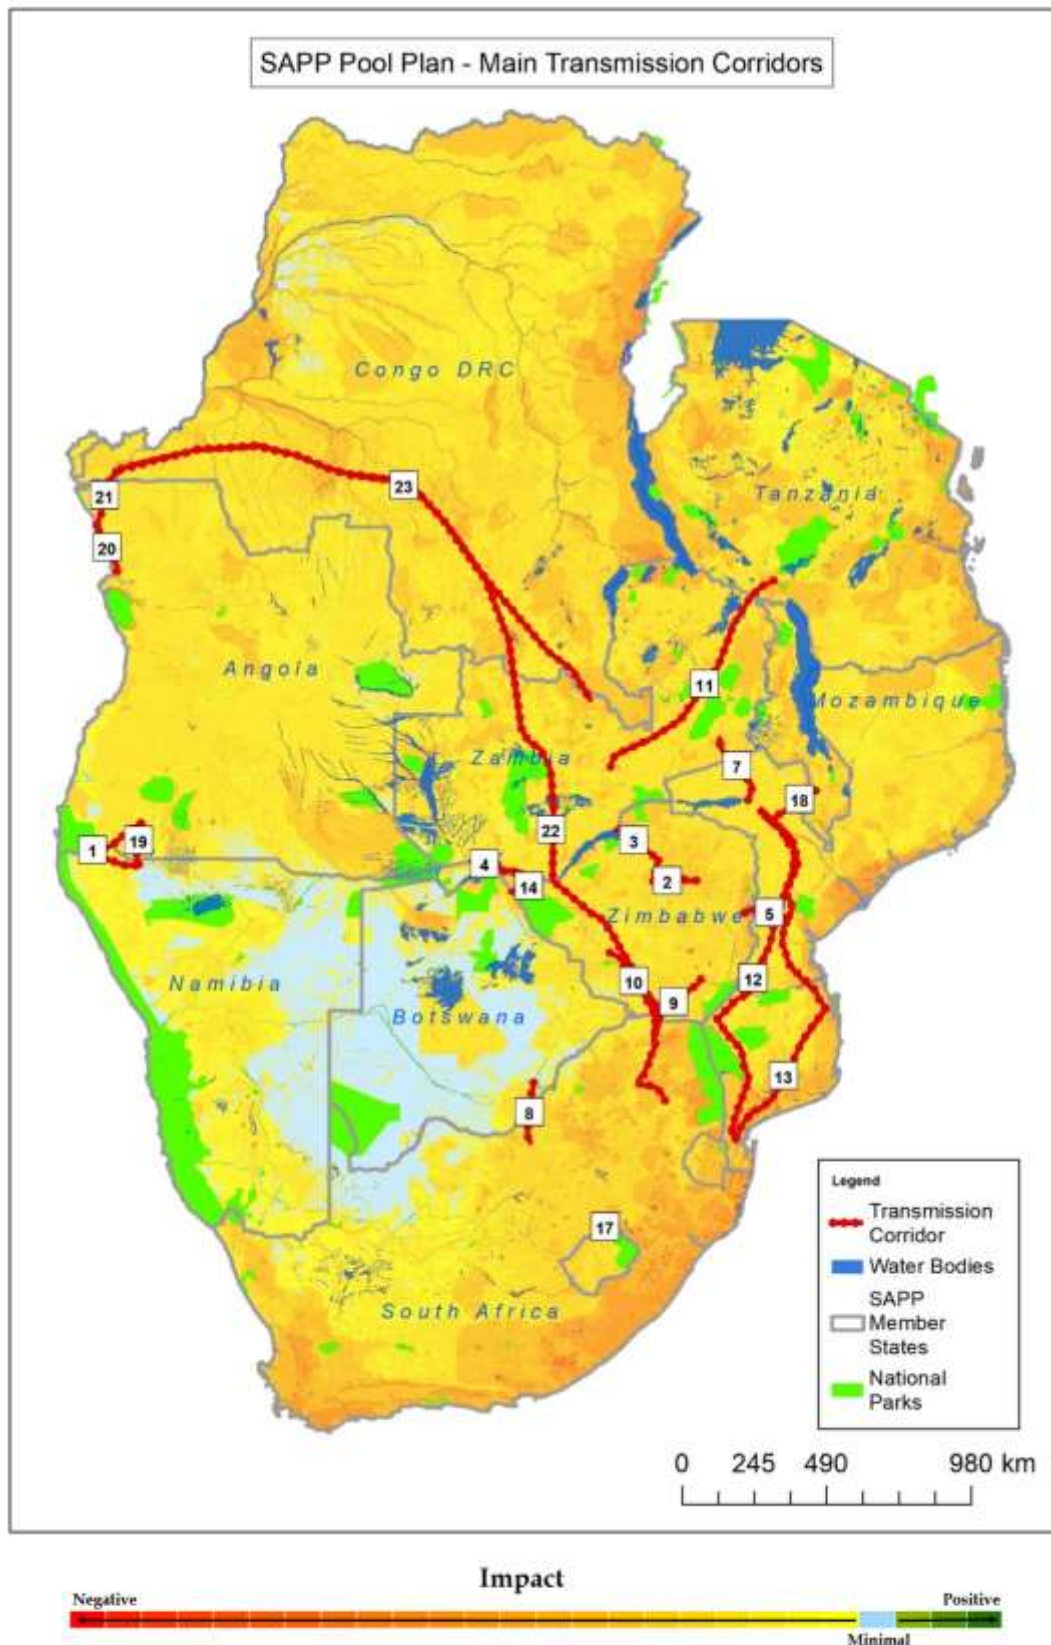 SAPP Pool Plan - Main Transmission Corridors
Congo DRC
Tanzania
21
23
20
Angola
11
Mozambique
Zambia
7
18
22
3
1
19
4
14
2
Zimbabwe
5
Namibia
Botswana
10
9
12
13
8
17
South Africa
Legend
Transmission
Corridor
Water Bodies
SAPP
Member
States
National
Parks
0 245 490 980 km
Impact
Negative Positive
Minimal